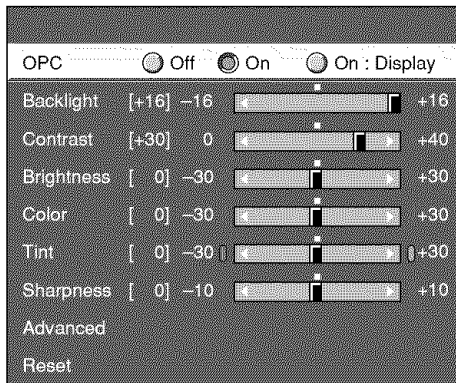 OPC Off On On : Display
Backlight [+16] –16 +16
Contrast [+30] 0 +40
Brightness [ 0] –30 +30
Color [ 0] –30 +30
Tint [ 0] –30 +30
Sharpness [ 0] –10 +10
Advanced
Reset